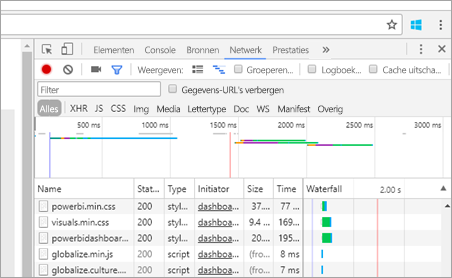 Elementen Console Bronnen Netwerk Prestaties »
Weergeven: Groeperen... Logboek... Cache uitscha...
Filter Gegevens-URL's verbergen
Alles XHR JS CSS Img Media Lettertype Doc WS Manifest Overig
500 ms 1000 ms 1500 ms 2000 ms 2500 ms 3000 ms
Name Stat... Type Initiator Size Time Waterfall 2.00 s
powerbi.min.css 200 styl... dashboa... 37.... 77 ...
visuals.min.css 200 styl... dashboa... 9.4 ... 169...
powerbidashboar... 200 styl... dashboa... 20.... 195...
globalize.min.js 200 script dashboa... (fro... 8 ms
globalize.culture.... 200 script dashboa... (fro... 7 ms